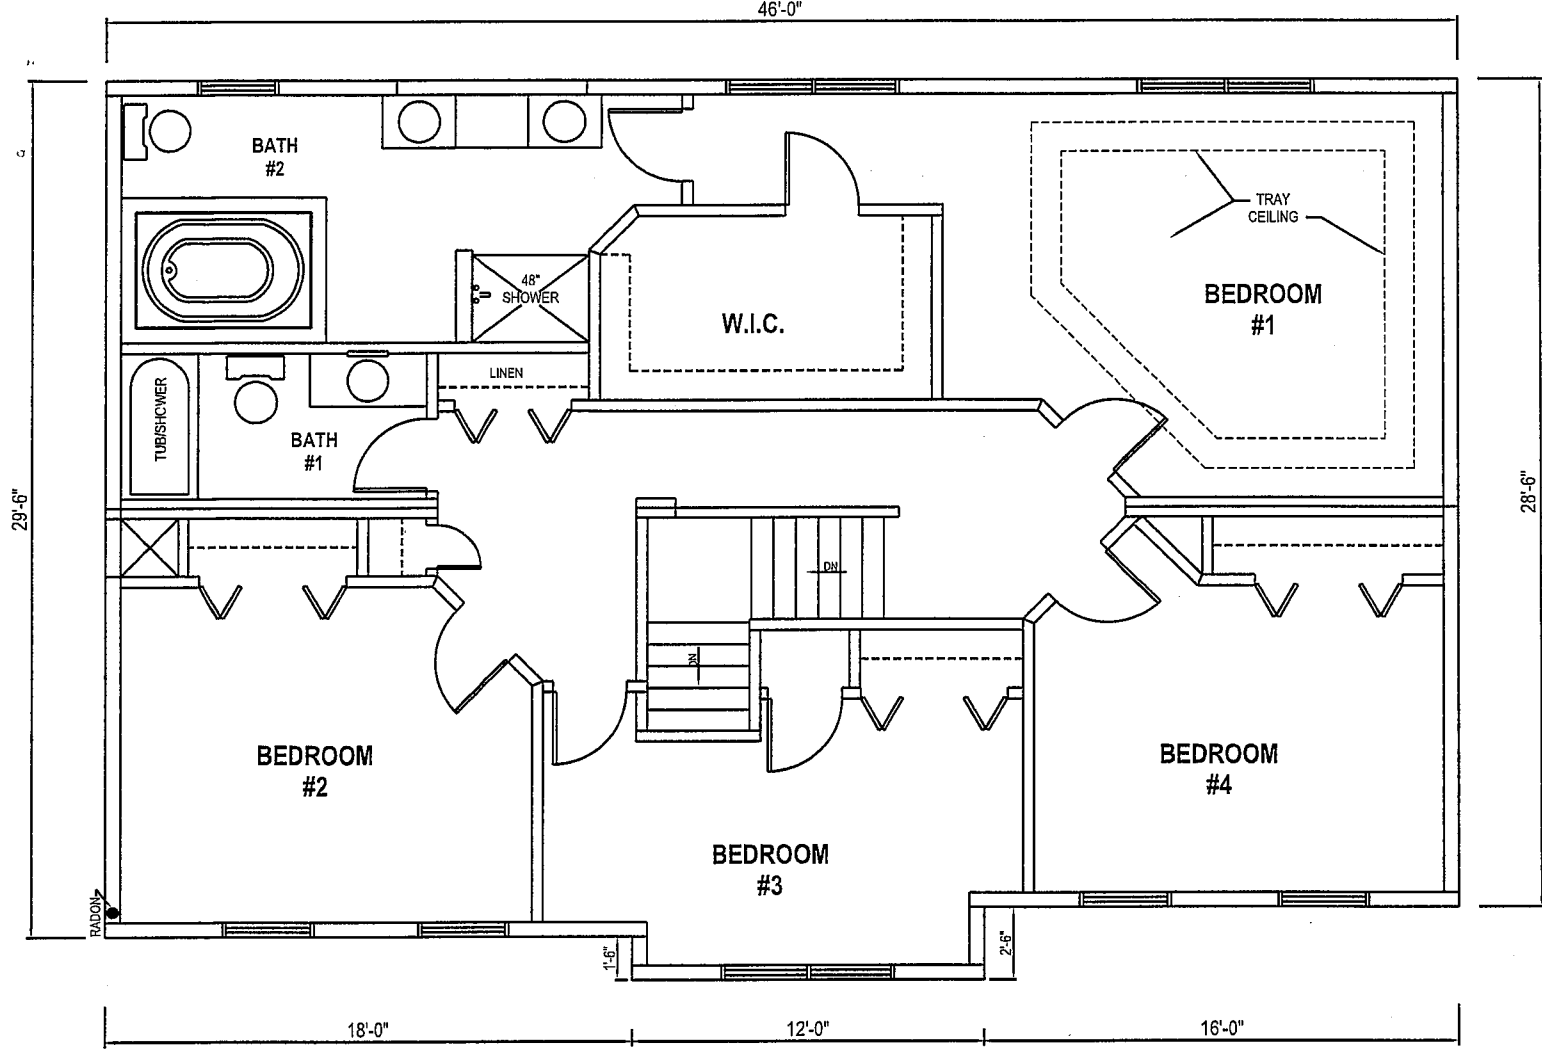 46'-0"
BATH
#2
TRAY
CEILING
48"
SHOWER
BEDROOM
#1
W.I.C.
LINEN
TUB/SHOWER
BATH
#1
29'-6"
28'-6"
DN
DN
BEDROOM
#2
BEDROOM
#4
BEDROOM
#3
RADON
1'-6"
2'-6"
18'-0"
12'-0"
16'-0"